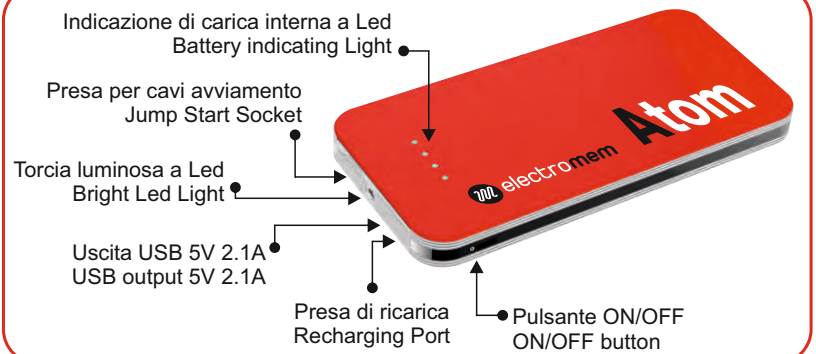 Indicazione di carica interna a Led
Battery indicating Light
Presa per cavi avviamento
Jump Start Socket
Torcia luminosa a Led
Bright Led Light
Uscita USB 5V 2.1A
USB output 5V 2.1A
Presa di ricarica
Recharging Port
Pulsante ON/OFF
ON/OFF button
electromem Atom